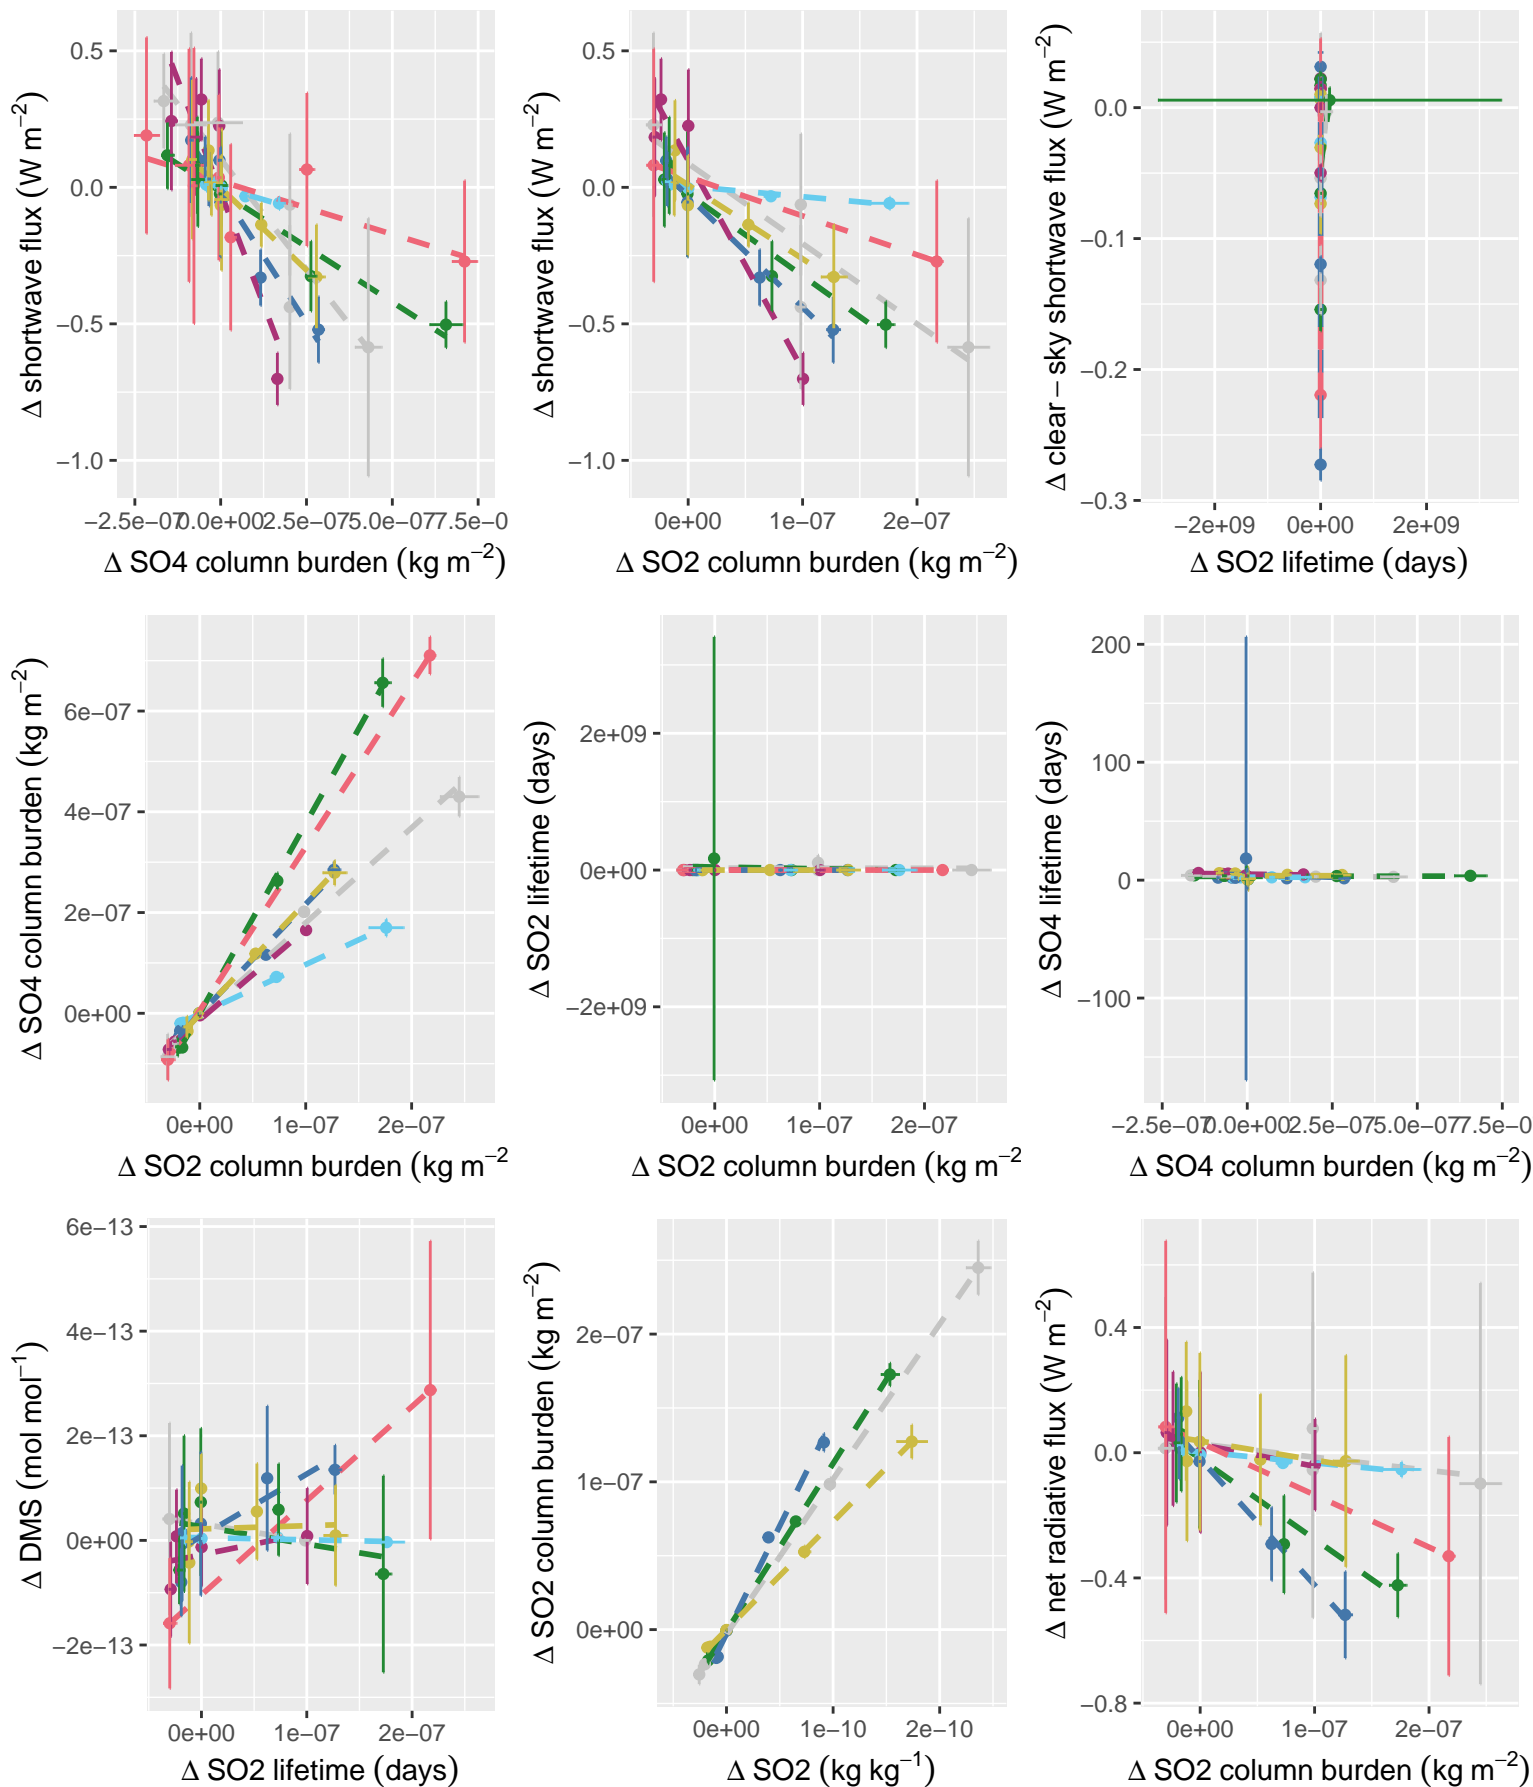 Δ shortwave flux (W m−2)
0.5
0.0
−0.5
−1.0
−2.5e−07 0.0e+00 2.5e−07 5.0e−07 7.5e−0
Δ SO4 column burden (kg m−2)
Δ shortwave flux (W m−2)
0.5
0.0
−0.5
−1.0
0e+00 1e−07 2e−07
Δ SO2 column burden (kg m−2)
Δ clear − sky shortwave flux (W m−2)
0.0
−0.1
−0.2
−0.3
−2e+09 0e+00 2e+09
Δ SO2 lifetime (days)
Δ SO4 column burden (kg m−2)
6e−07
4e−07
2e−07
0e+00
0e+00 1e−07 2e−07
Δ SO2 column burden (kg m−2
Δ SO2 lifetime (days)
2e+09
0e+00
−2e+09
0e+00 1e−07 2e−07
Δ SO2 column burden (kg m−2
Δ SO4 lifetime (days)
200
100
0
−100
−2.5e−07 0.0e+00 2.5e−07 5.0e−07 7.5e−0
Δ SO4 column burden (kg m−2)
Δ DMS (mol mol−1)
6e−13
4e−13
2e−13
0e+00
−2e−13
0e+00 1e−07 2e−07
Δ SO2 lifetime (days)
Δ SO2 column burden (kg m−2)
2e−07
1e−07
0e+00
0e+00 1e−10 2e−10
Δ SO2 (kg kg−1)
Δ net radiative flux (W m−2)
0.4
0.0
−0.4
−0.8
0e+00 1e−07 2e−07
Δ SO2 column burden (kg m−2)